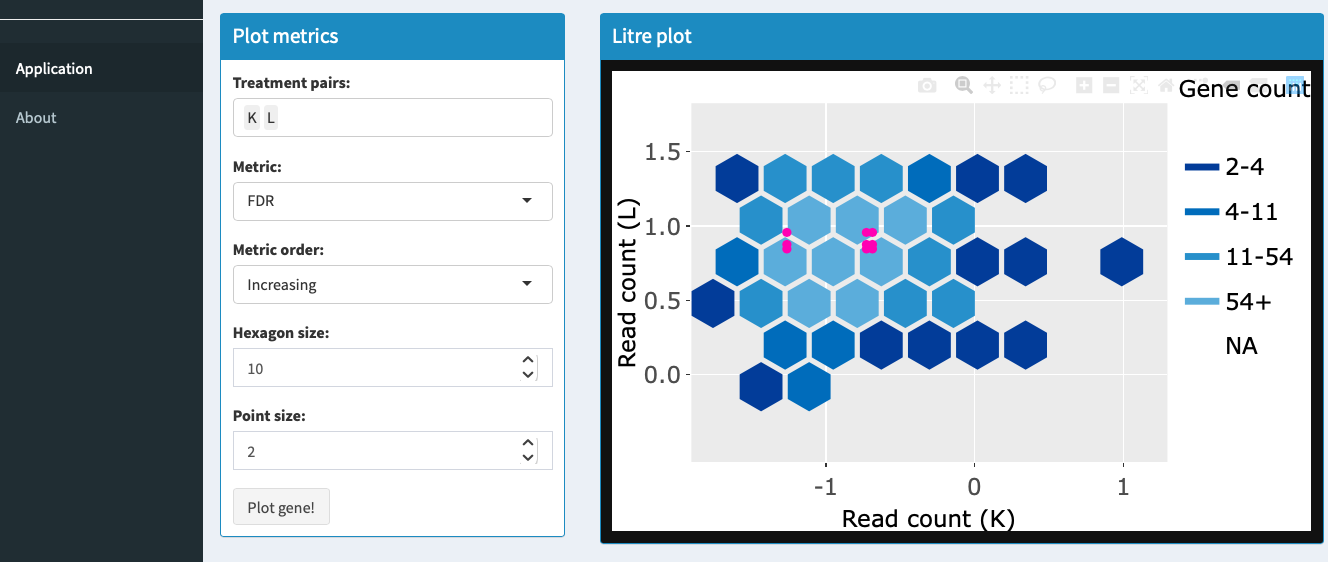 Application
About
Plot metrics
Treatment pairs:
K L
Metric:
FDR
Metric order:
Increasing
Hexagon size:
10
Point size:
2
Plot gene!
Litre plot
Gene count
2-4
4-11
11-54
54+
NA
Read count (L)
1.5
1.0
0.5
0.0
-1 0 1
Read count (K)